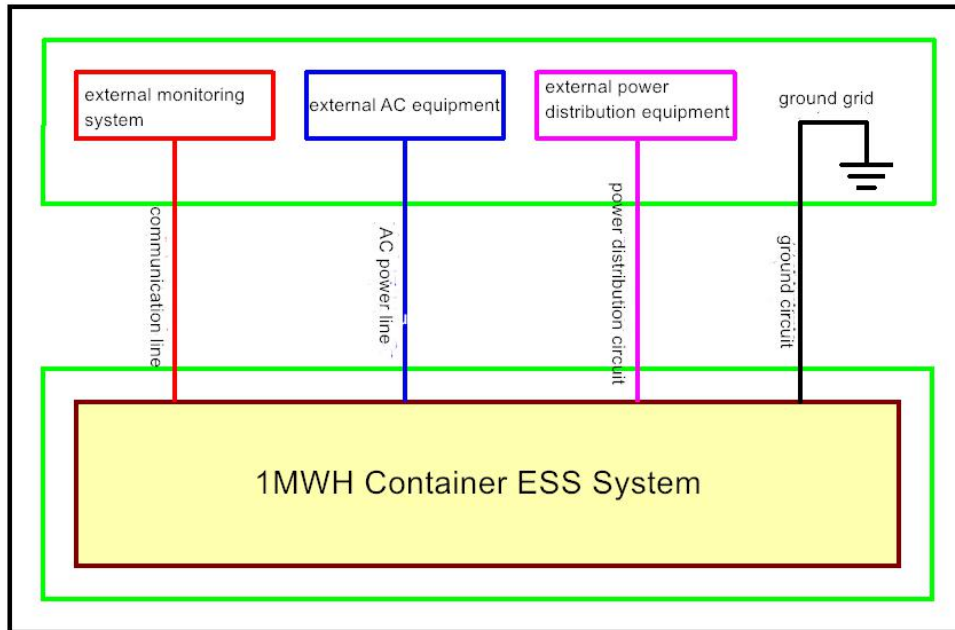 external monitoring
system
external AC equipment
external power
distribution equipment
ground grid
communication line
AC power line
power distribution circuit
ground circuit
1MWH Container ESS System